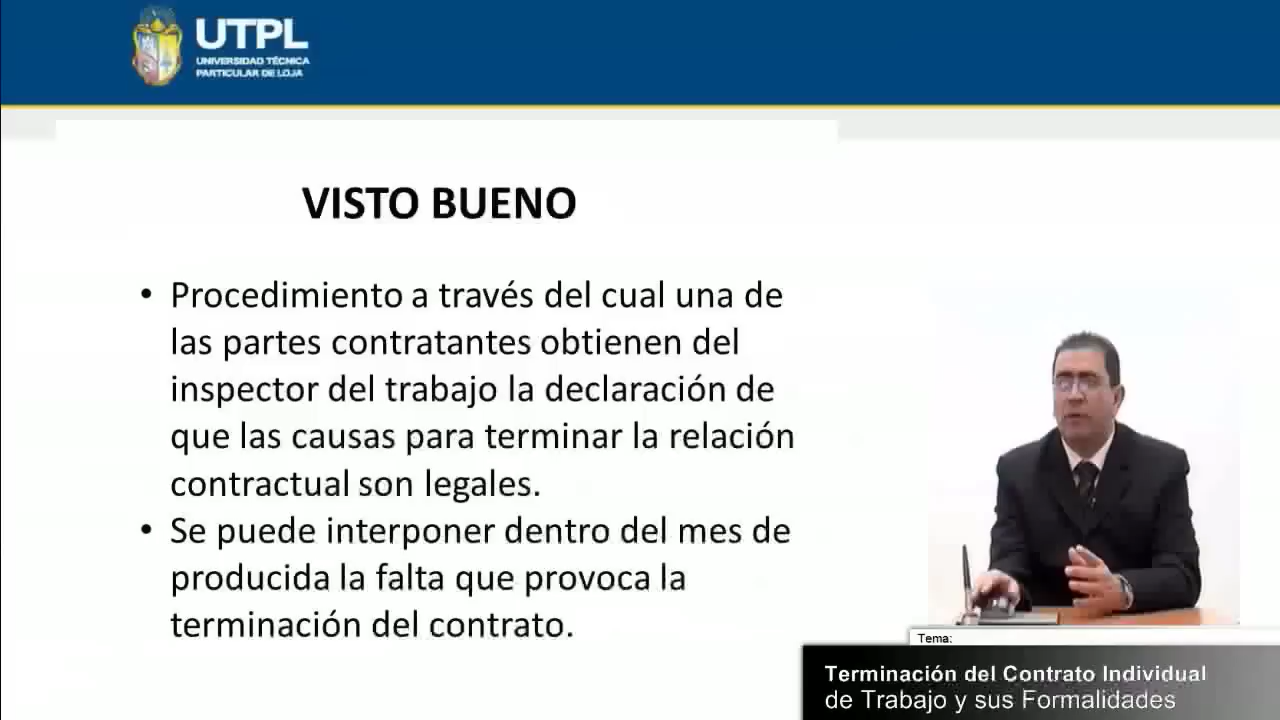 UTPL
UNIVERSIDAD TÉCNICA
PARTICULAR DE LOJA
VISTO BUENO
• Procedimiento a través del cual una de
las partes contratantes obtienen del
inspector del trabajo la declaración de
que las causas para terminar la relación
contractual son legales.
• Se puede interponer dentro del mes de
producida la falta que provoca la
terminación del contrato.
Tema:
Terminación del Contrato Individual
de Trabajo y sus Formalidades